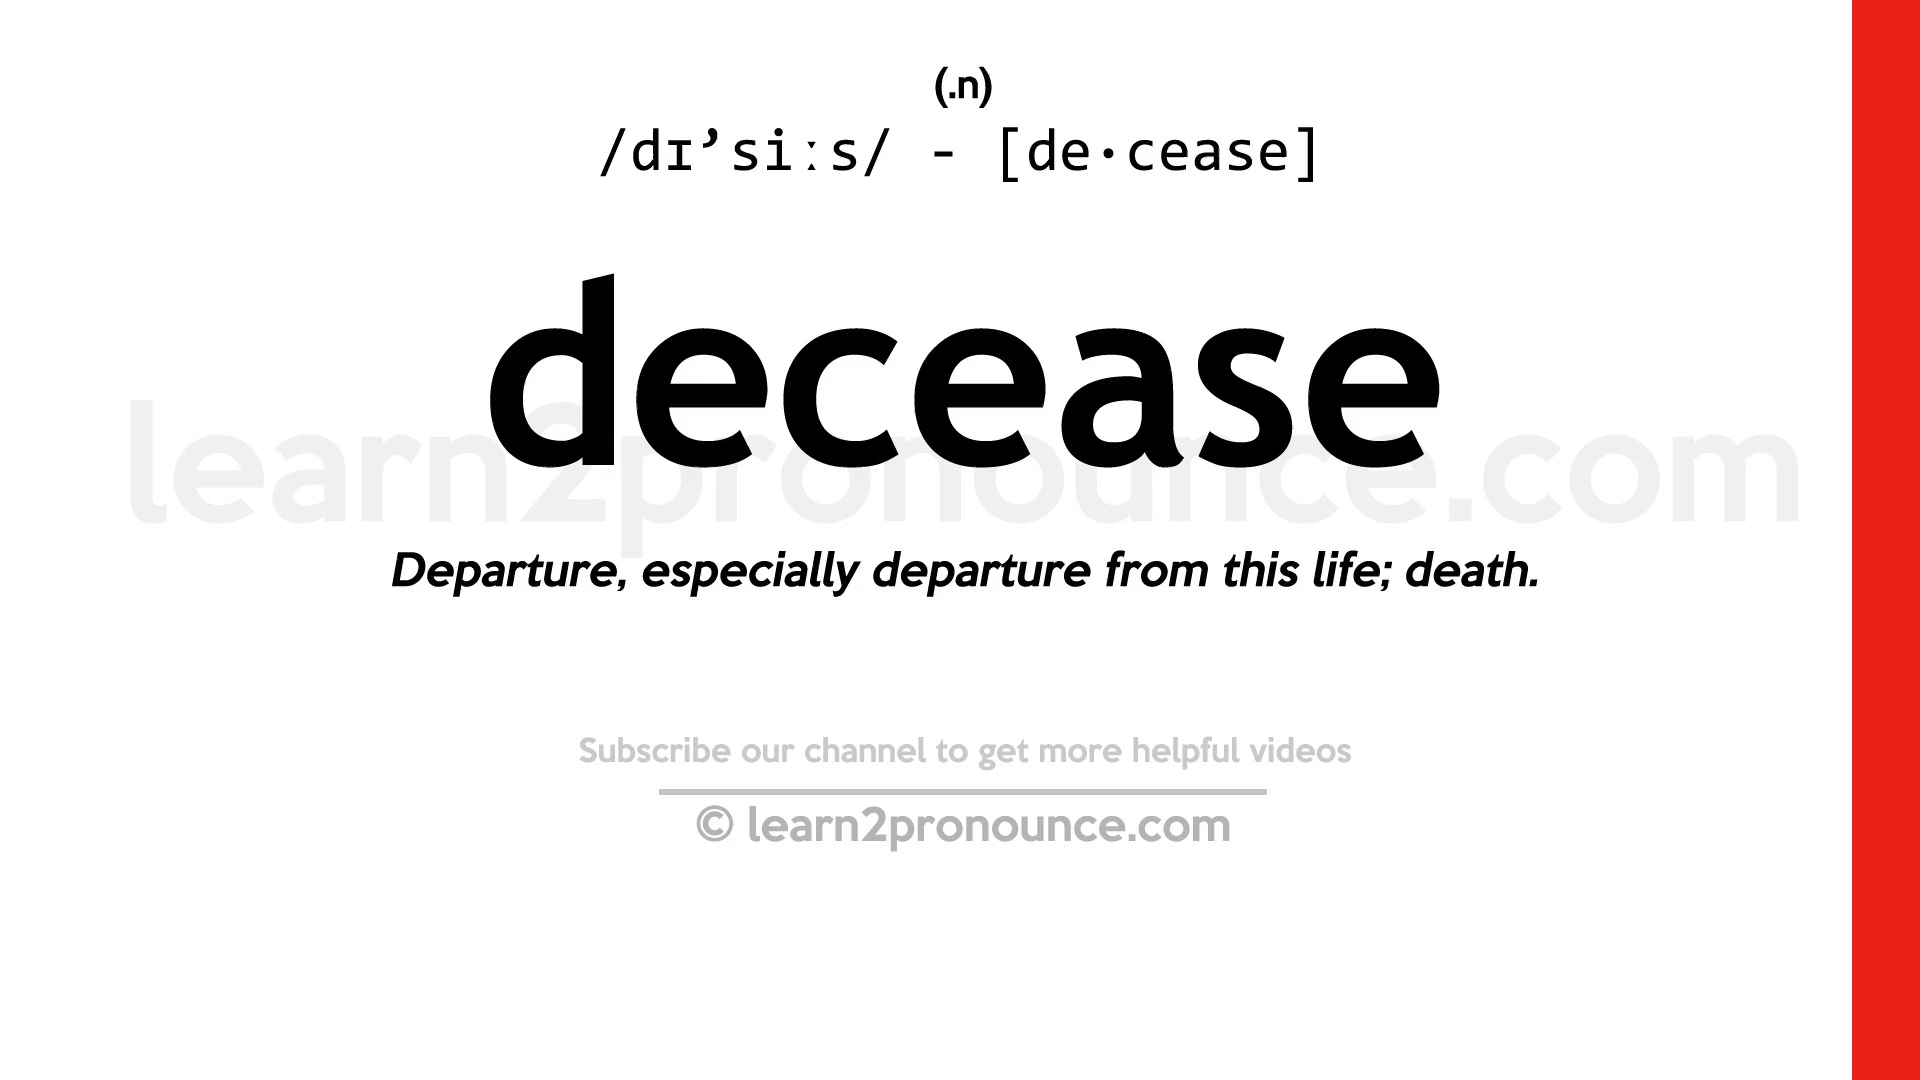 (.n)
/dɪ’siːs/ - [de·cease]
decease
learn2pronounce.com
Departure, especially departure from this life; death.
Subscribe our channel to get more helpful videos
© learn2pronounce.com